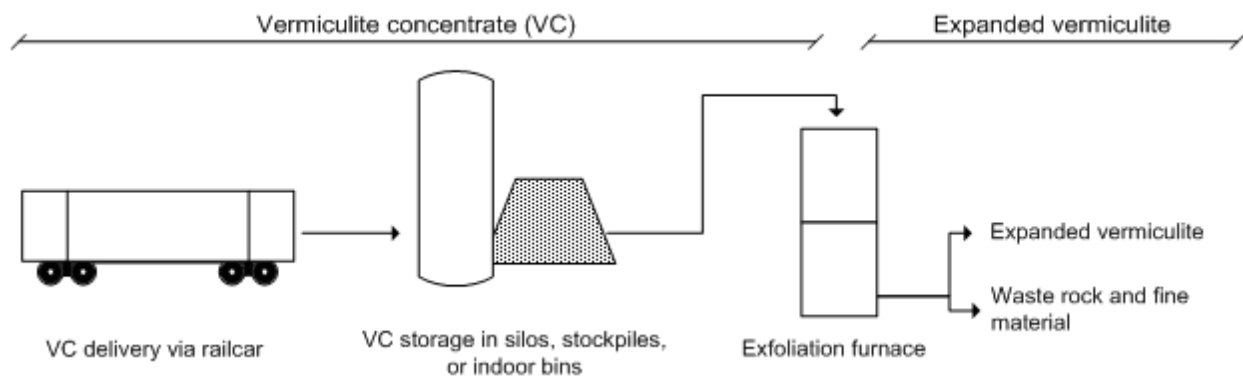 Vermiculite concentrate (VC)
Expanded vermiculite
Expanded vermiculite
Waste rock and fine
material
VC delivery via railcar
VC storage in silos, stockpiles,
or indoor bins
Exfoliation furnace